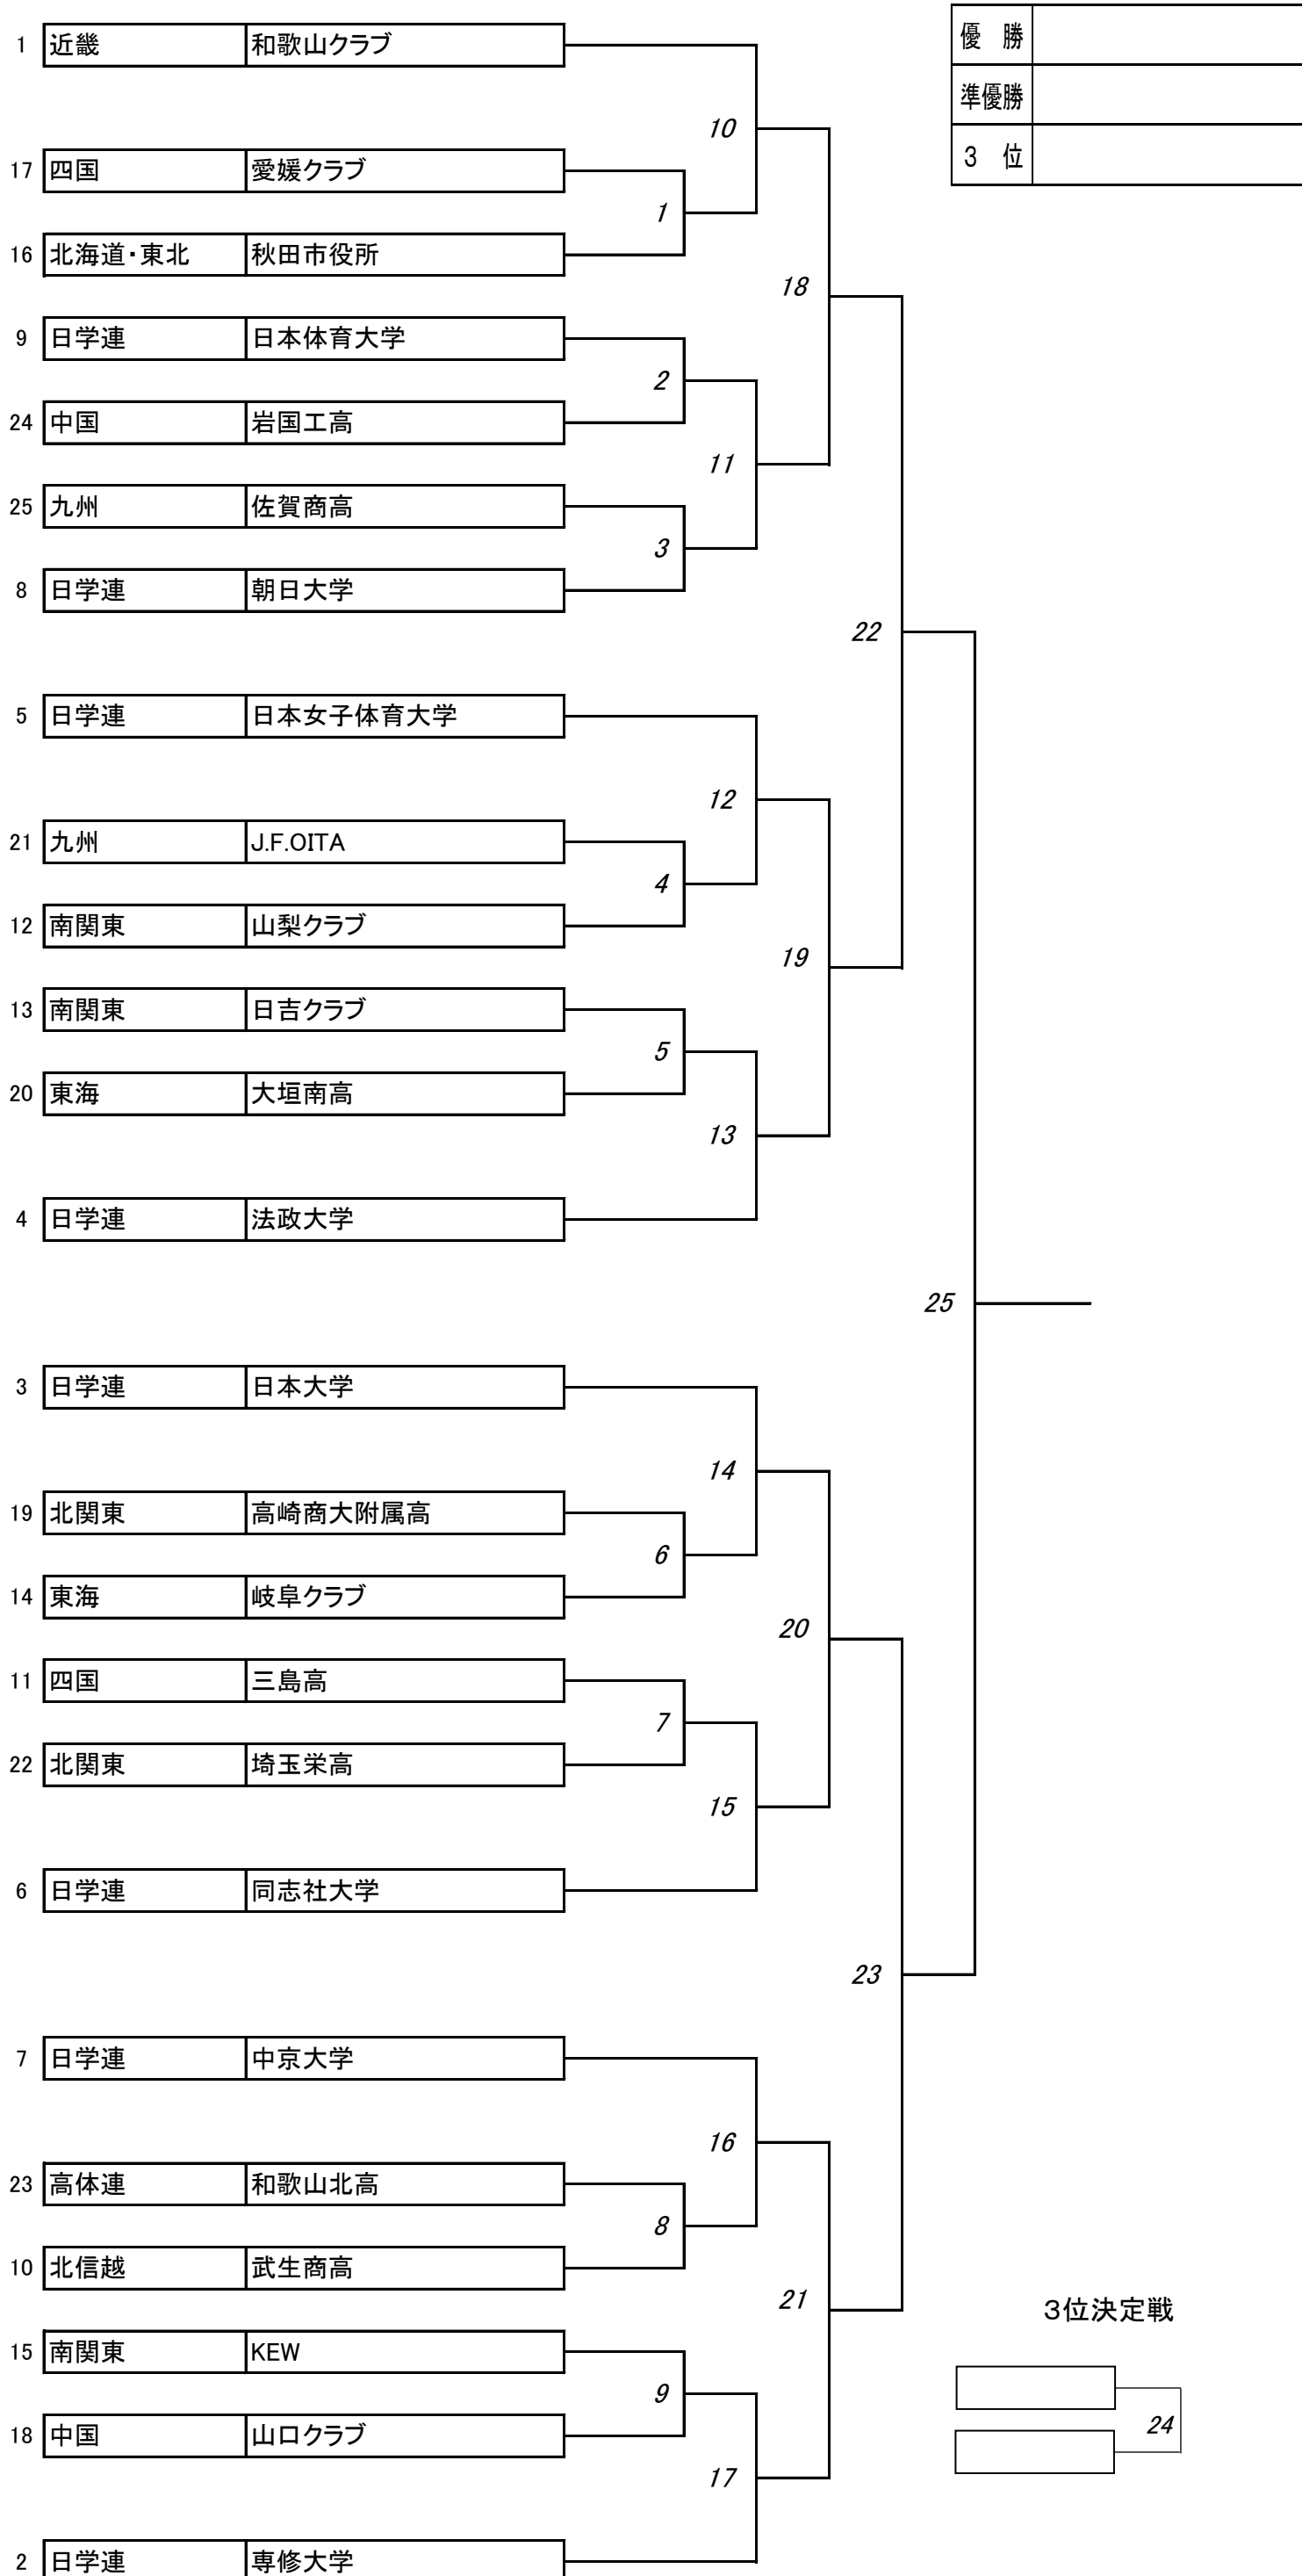 優　勝
準優勝
3　位
1 近畿 和歌山クラブ
10
17 四国 愛媛クラブ
1
16 北海道・東北 秋田市役所
18
9 日学連 日本体育大学
2
24 中国 岩国工高
11
25 九州 佐賀商高
3
8 日学連 朝日大学
22
5 日学連 日本女子体育大学
12
21 九州 J.F.OITA
4
12 南関東 山梨クラブ
19
13 南関東 日吉クラブ
5
20 東海 大垣南高
13
4 日学連 法政大学
25
3 日学連 日本大学
14
19 北関東 高崎商大附属高
6
14 東海 岐阜クラブ
20
11 四国 三島高
7
22 北関東 埼玉栄高
15
6 日学連 同志社大学
23
7 日学連 中京大学
16
23 高体連 和歌山北高
8
10 北信越 武生商高
21
3位決定戦
15 南関東 KEW
9
24
18 中国 山口クラブ
17
2 日学連 専修大学